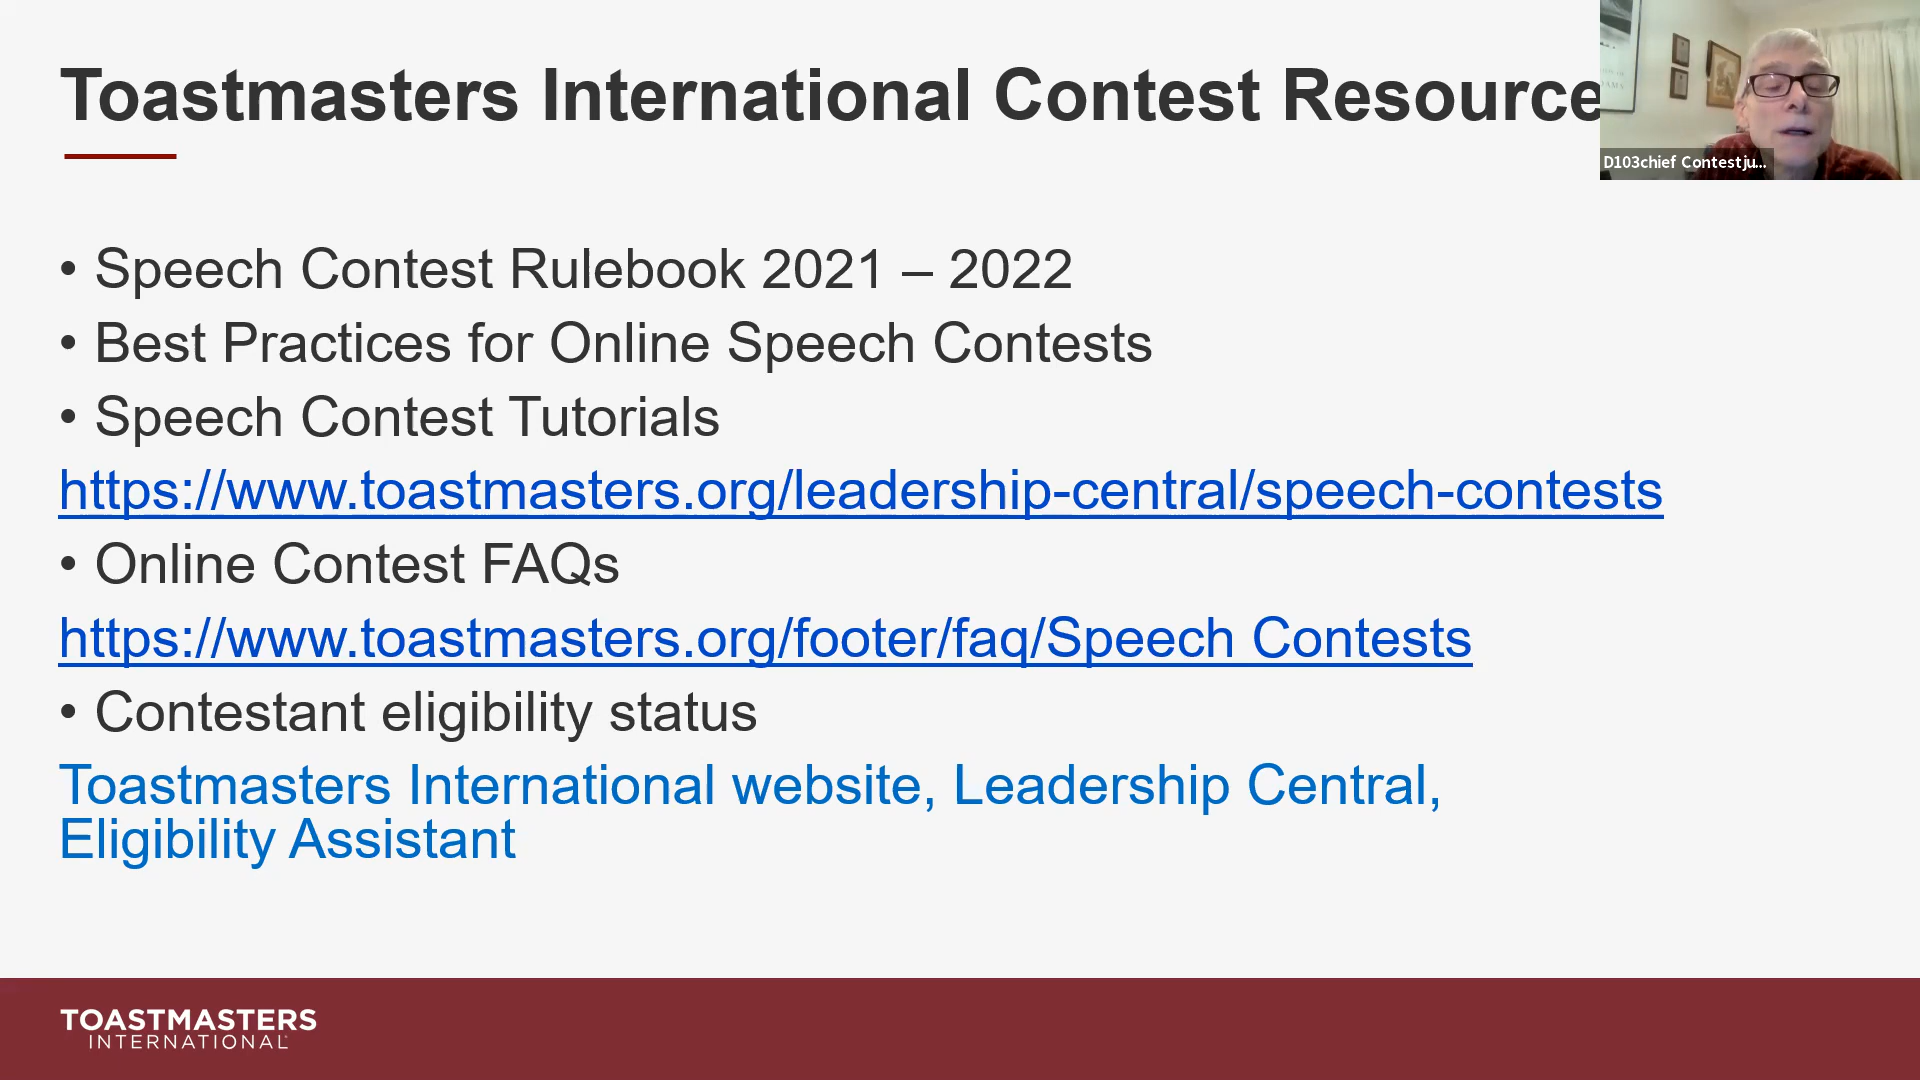 Toastmasters International Contest Resource
D103chief Contestju...
• Speech Contest Rulebook 2021 – 2022
• Best Practices for Online Speech Contests
• Speech Contest Tutorials
https://www.toastmasters.org/leadership-central/speech-contests
• Online Contest FAQs
https://www.toastmasters.org/footer/faq/Speech Contests
• Contestant eligibility status
Toastmasters International website, Leadership Central,
Eligibility Assistant
TOASTMASTERS
INTERNATIONAL